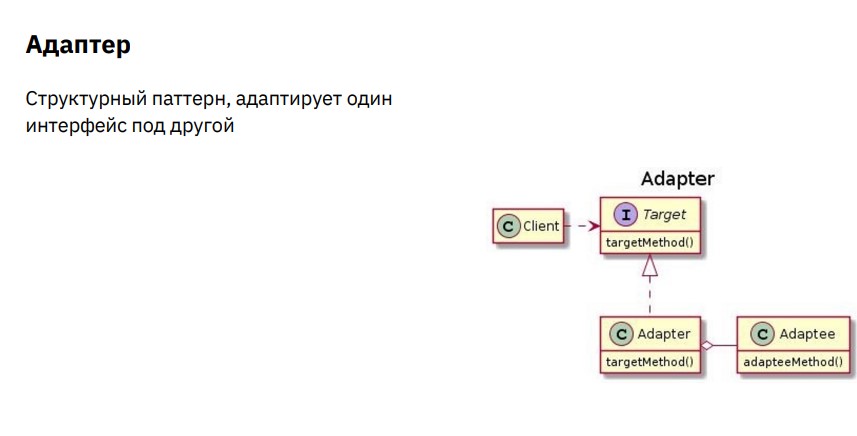 Адаптер
Структурный паттерн, адаптирует один
интерфейс под другой
Adapter
C Client
I Target
targetMethod()
C Adapter
targetMethod()
C Adaptee
adapteeMethod()